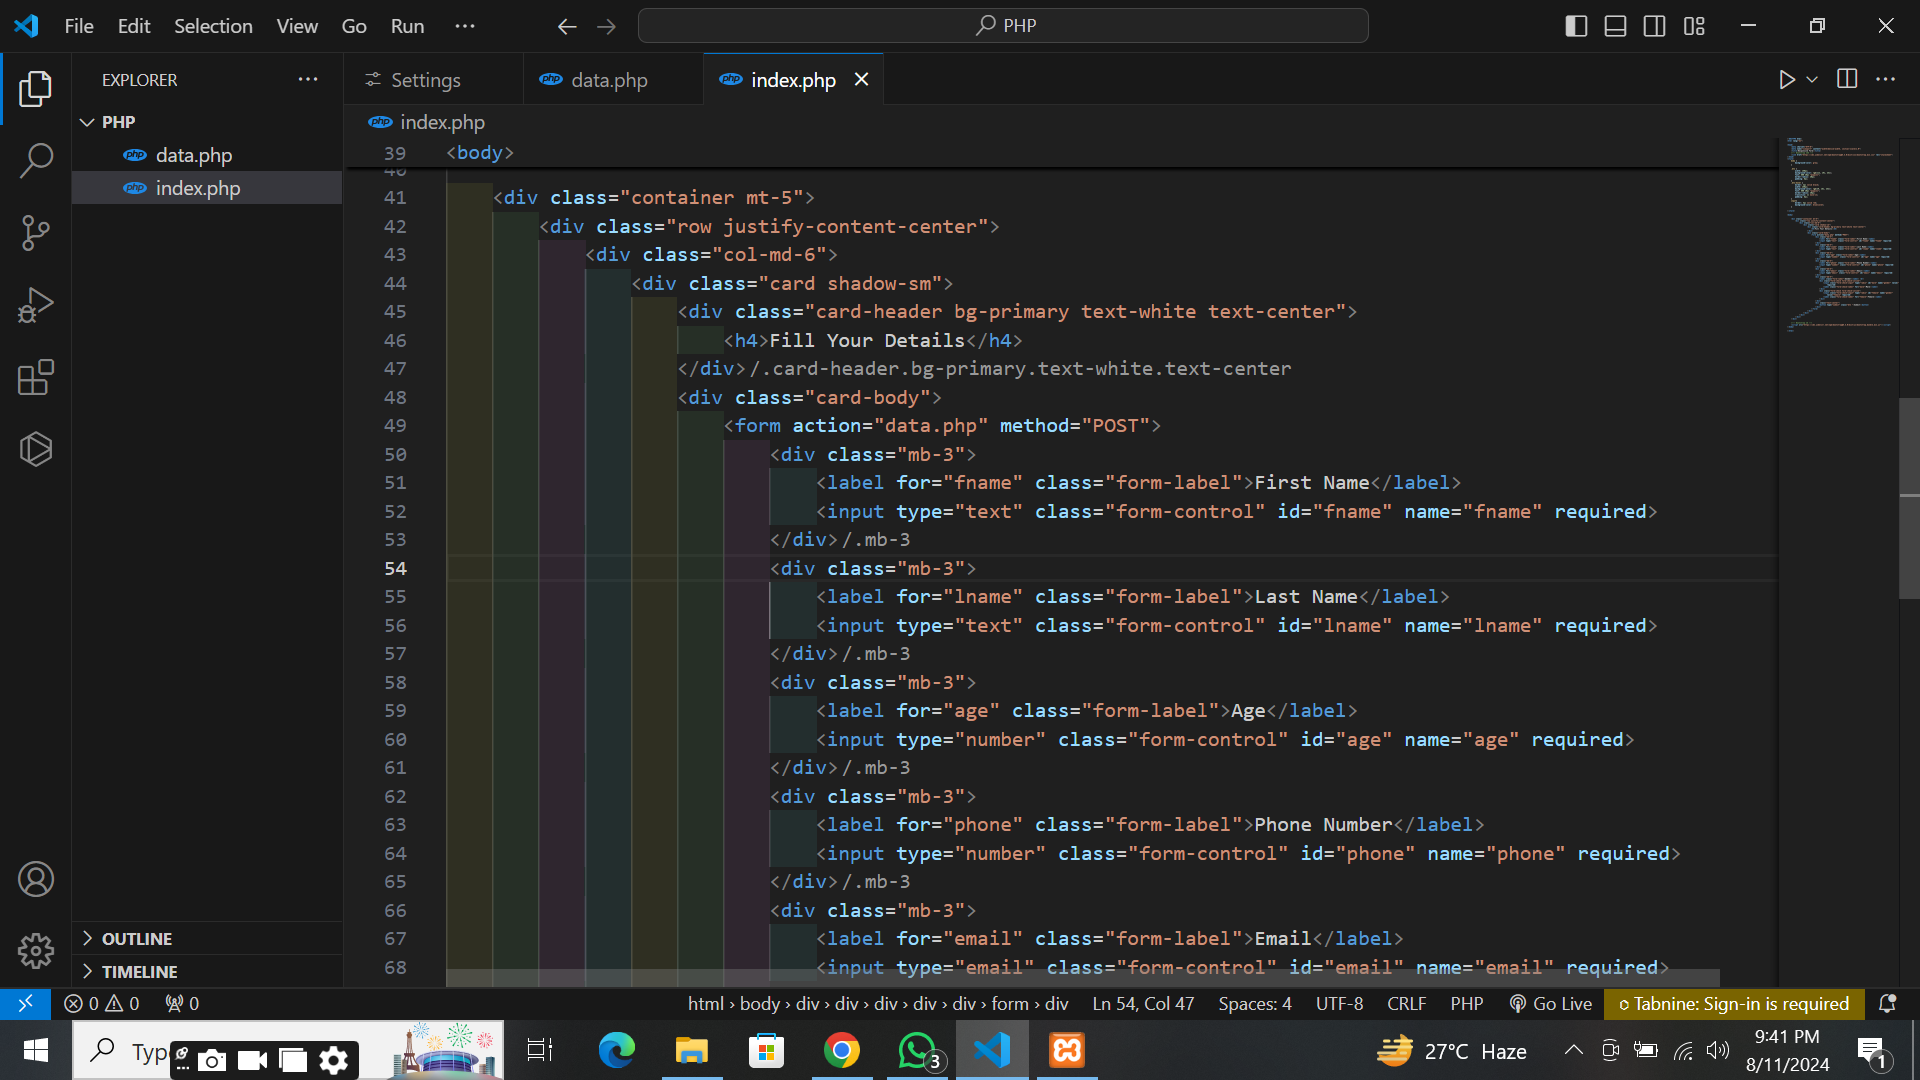 File Edit Selection View Go Run ··· PHP
EXPLORER ···
Settings
php data.php
php index.php
PHP
php data.php
php index.php
php index.php
39 <body>
40
41 <div class="container mt-5">
42 <div class="row justify-content-center">
43 <div class="col-md-6">
44 <div class="card shadow-sm">
45 <div class="card-header bg-primary text-white text-center">
46 <h4>Fill Your Details</h4>
47 </div>/.card-header.bg-primary.text-white.text-center
48 <div class="card-body">
49 <form action="data.php" method="POST">
50 <div class="mb-3">
51 <label for="fname" class="form-label">First Name</label>
52 <input type="text" class="form-control" id="fname" name="fname" required>
53 </div>/.mb-3
54 <div class="mb-3">
55 <label for="lname" class="form-label">Last Name</label>
56 <input type="text" class="form-control" id="lname" name="lname" required>
57 </div>/.mb-3
58 <div class="mb-3">
59 <label for="age" class="form-label">Age</label>
60 <input type="number" class="form-control" id="age" name="age" required>
61 </div>/.mb-3
62 <div class="mb-3">
63 <label for="phone" class="form-label">Phone Number</label>
64 <input type="number" class="form-control" id="phone" name="phone" required>
65 </div>/.mb-3
66 <div class="mb-3">
67 <label for="email" class="form-label">Email</label>
68 <input type="email" class="form-control" id="email" name="email" required>
OUTLINE
TIMELINE
0 0 0 html › body › div › div › div › div › div › form › div Ln 54, Col 47 Spaces: 4 UTF-8 CRLF PHP Go Live Tabnine: Sign-in is required
Typ 3 27°C Haze 9:41 PM
8/11/2024 1